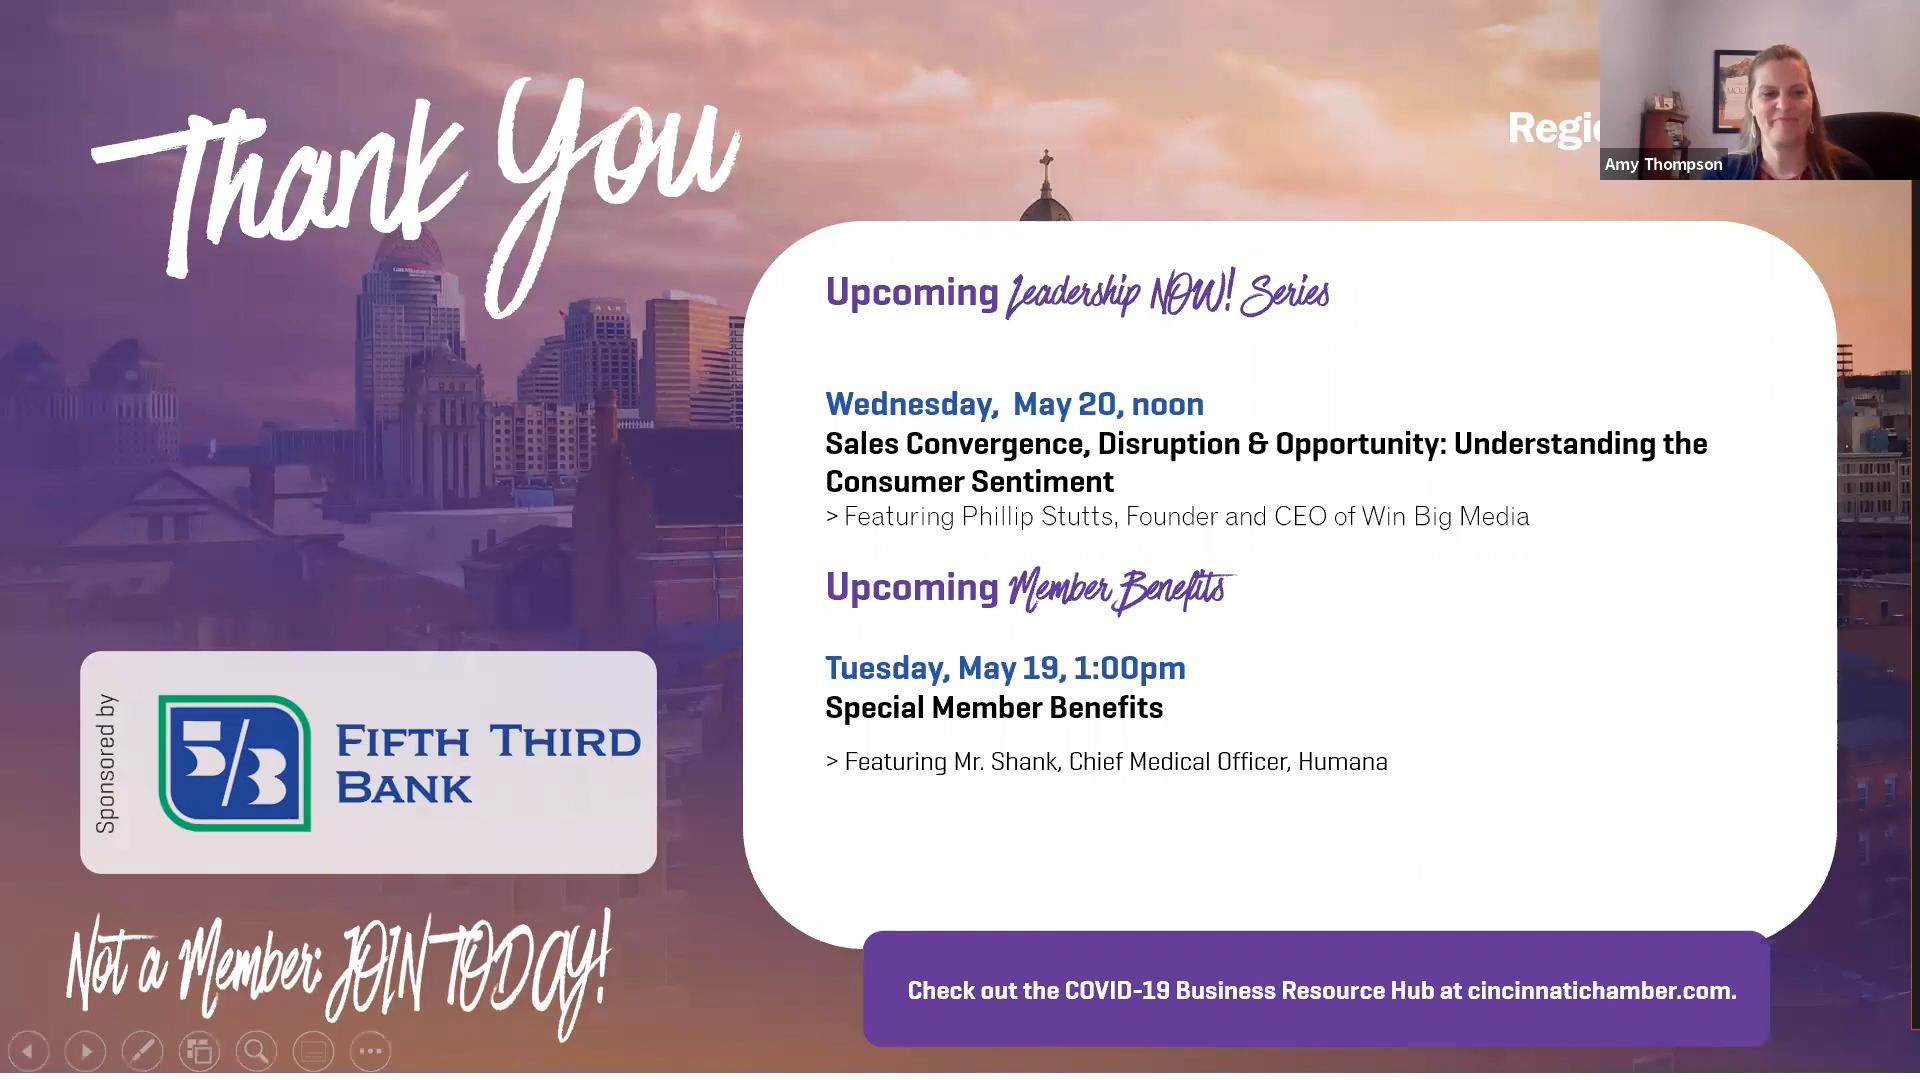 Thank You
Regi
Amy Thompson
Upcoming Leadership NOW! Series
Wednesday, May 20, noon
Sales Convergence, Disruption & Opportunity: Understanding the
Consumer Sentiment
> Featuring Phillip Stutts, Founder and CEO of Win Big Media
Upcoming Member Benefits
Tuesday, May 19, 1:00pm
Special Member Benefits
> Featuring Mr. Shank, Chief Medical Officer, Humana
Sponsored by
5/3
FIFTH THIRD
BANK
Not a Member: JOIN TODAY!
Check out the COVID-19 Business Resource Hub at cincinnatichamber.com.